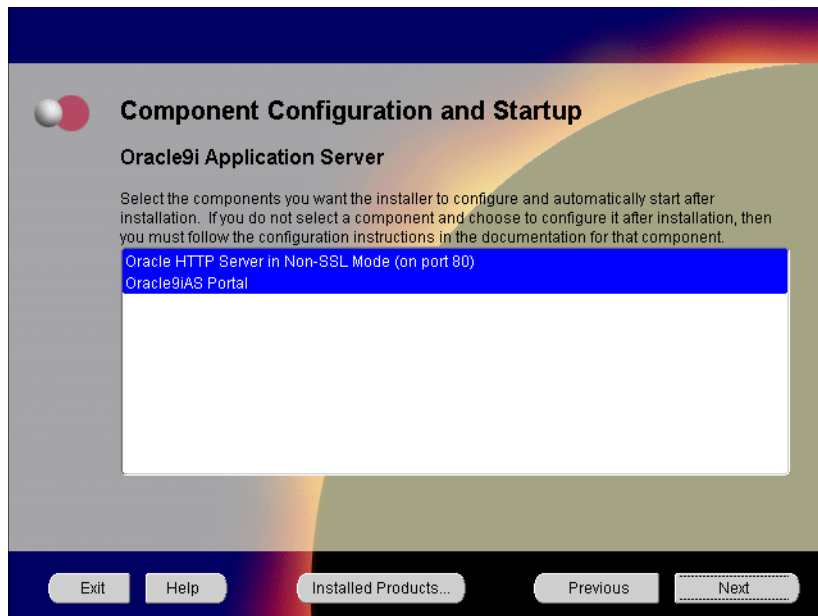 Component Configuration and Startup
Oracle9i Application Server
Select the components you want the installer to configure and automatically start after
installation. If you do not select a component and choose to configure it after installation, then
you must follow the configuration instructions in the documentation for that component.
Oracle HTTP Server in Non-SSL Mode (on port 80)
Oracle9iAS Portal
Exit
Help
Installed Products...
Previous
Next